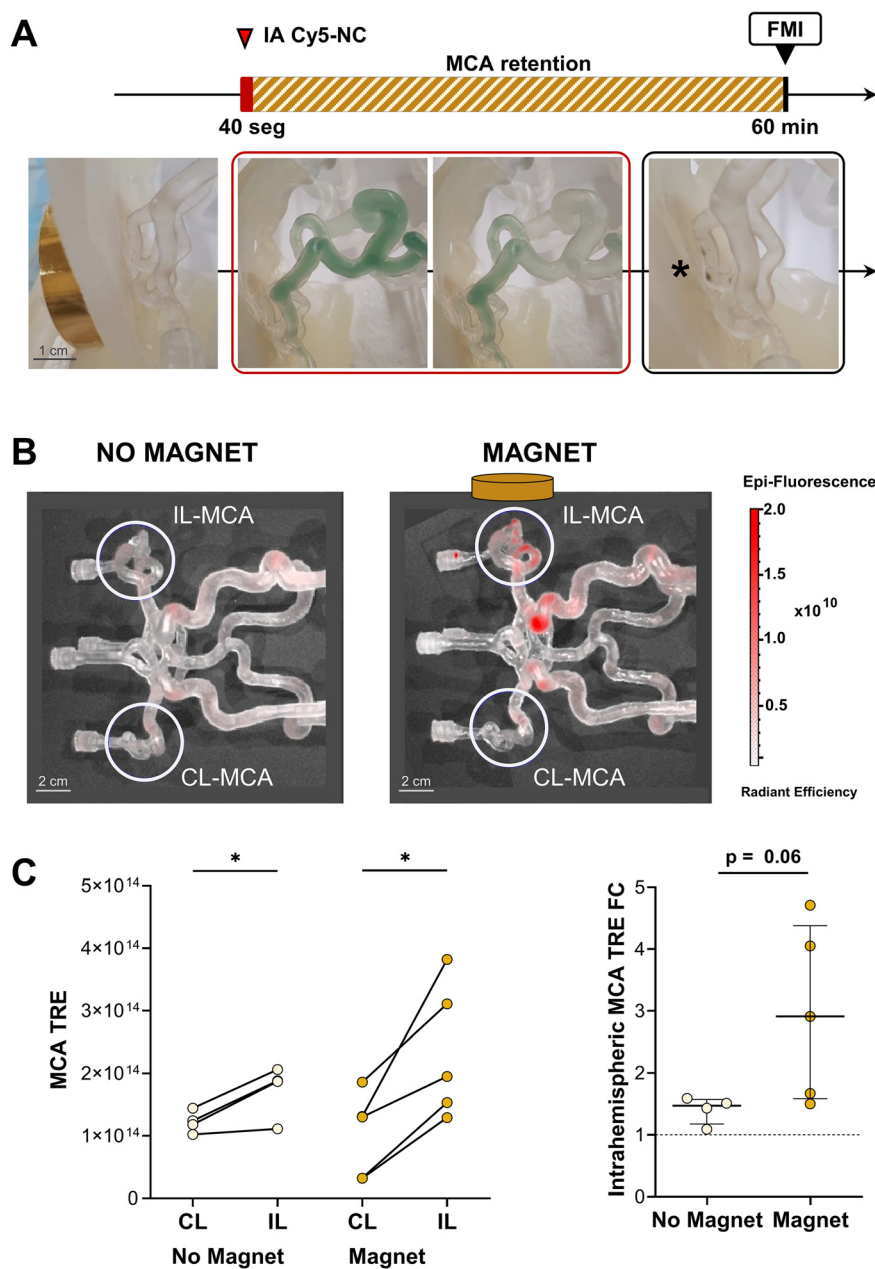 A
IA Cy5-NC
FMI
MCA retention
40 seg
60 min
*
1 cm
B
NO MAGNET
MAGNET
IL-MCA
CL-MCA
2 cm
IL-MCA
CL-MCA
2 cm
Epi-Fluorescence
2.0
1.5
x10^10
1.0
0.5
Radiant Efficiency
C
MCA TRE
5×10^14
4×10^14
3×10^14
2×10^14
1×10^14
0
*
*
CL
IL
CL
IL
No Magnet
Magnet
Intrahemispheric MCA TRE FC
p = 0.06
5
4
3
2
1
0
No Magnet
Magnet